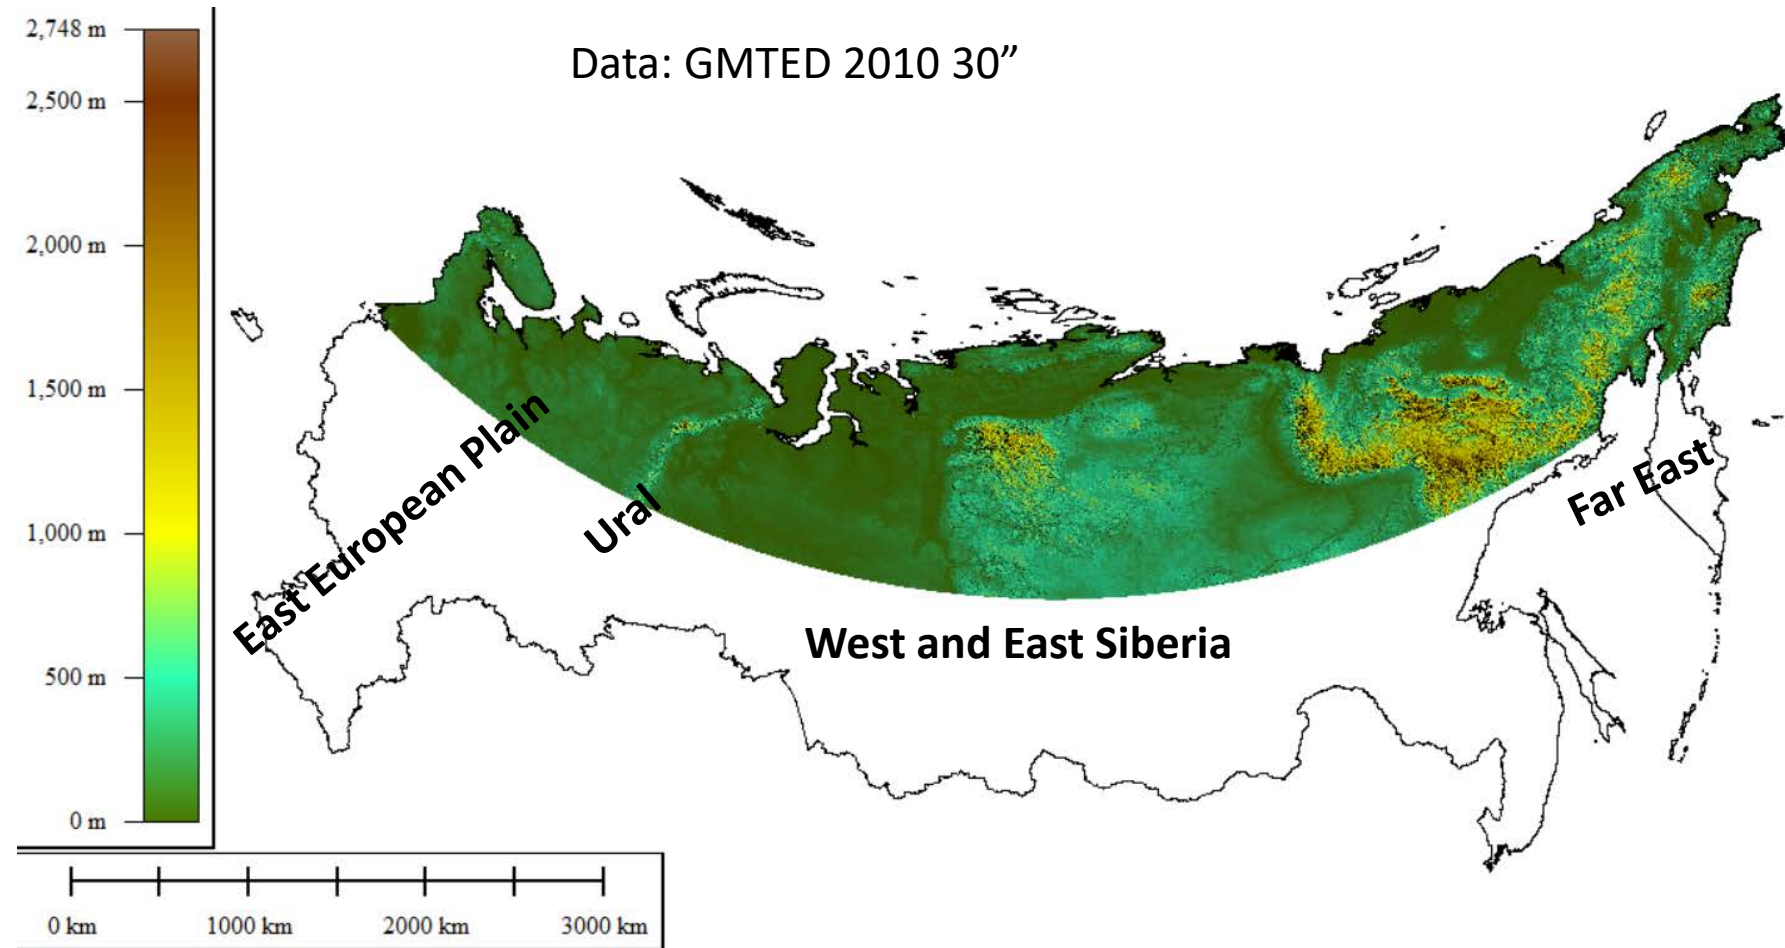 Data: GMTED 2010 30”
2,748 m
2,500 m
2,000 m
1,500 m
1,000 m
500 m
0 m
East European Plain
Ural
West and East Siberia
Far East
0 km 1000 km 2000 km 3000 km